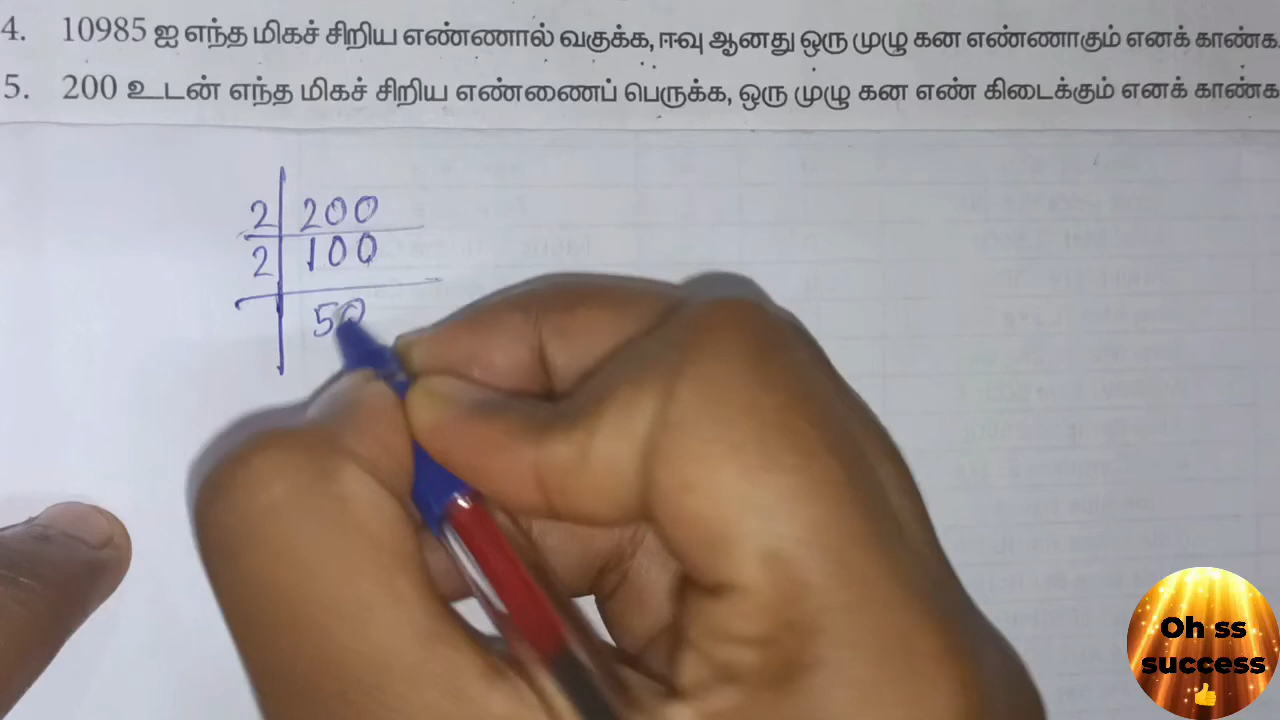 4. 10985 ஐ எந்த மிகச் சிறிய எண்ணால் வகுக்க, ஈவு ஆனது ஒரு முழு கன எண்ணாகும் எனக் காண்க
5. 200 உடன் எந்த மிகச் சிறிய எண்ணைப் பெருக்க, ஒரு முழு கன எண் கிடைக்கும் எனக் காண்க
2 200
2 100
50
Oh ss
success